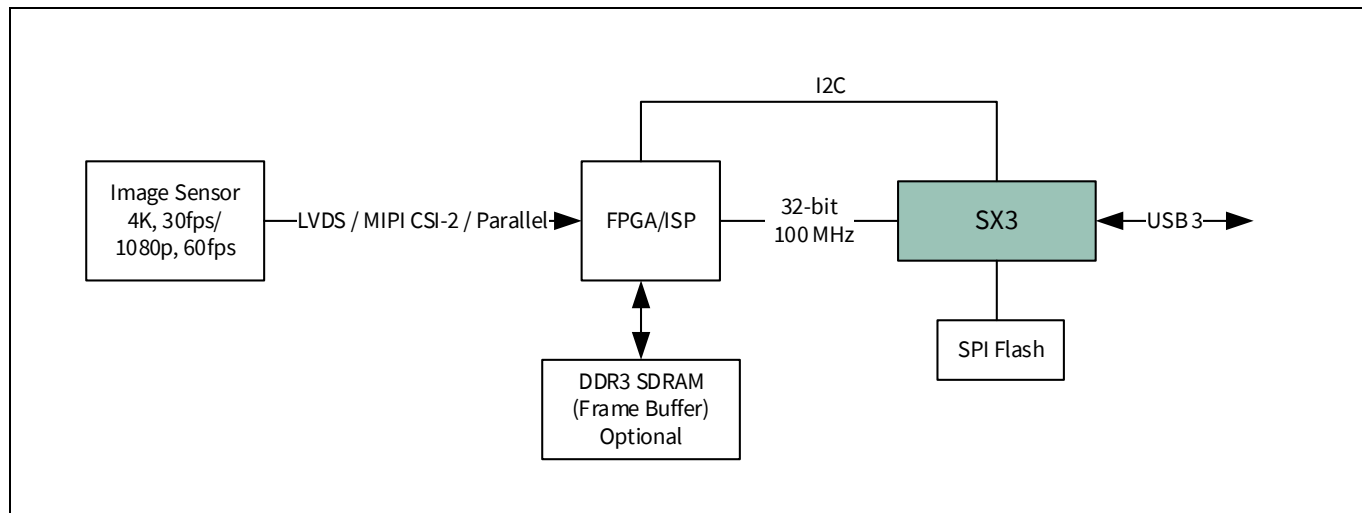 I2C
Image Sensor
4K, 30fps/
1080p, 60fps
LVDS / MIPI CSI-2 / Parallel
FPGA/ISP
32-bit
100 MHz
SX3
USB 3
SPI Flash
DDR3 SDRAM
(Frame Buffer)
Optional